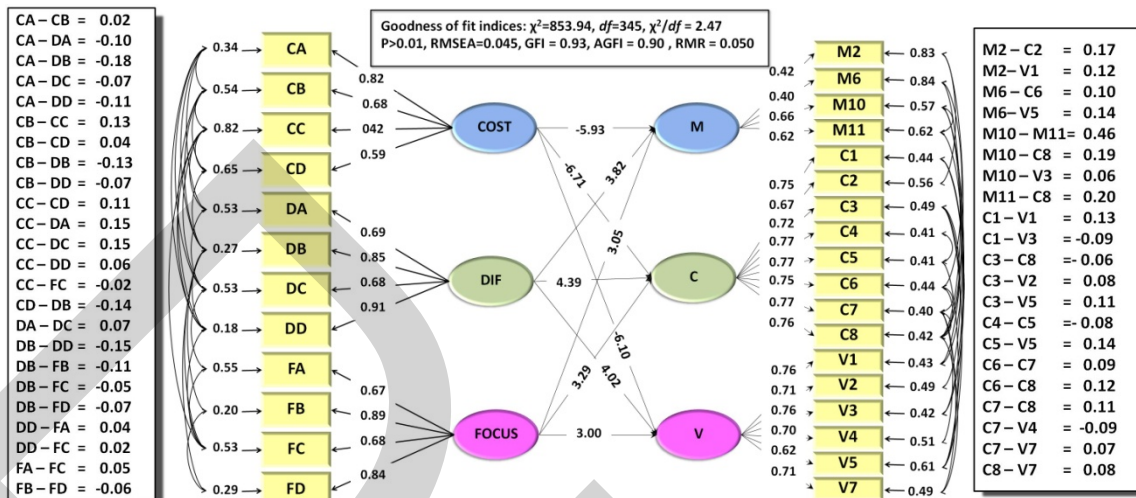 CA – CB = 0.02
CA – DA = -0.10
CA – DB = -0.18
CA – DC = -0.07
CA – DD = -0.11
CB – CC = 0.13
CB – CD = 0.04
CB – DB = -0.13
CB – DD = -0.07
CC – CD = 0.11
CC – DA = 0.15
CC – DC = 0.15
CC – DD = 0.06
CC – FC = -0.02
CD – DB = -0.14
DA – DC = 0.07
DB – DD = -0.15
DB – FB = -0.11
DB – FC = -0.05
DB – FD = -0.07
DD – FA = 0.04
DD – FC = 0.02
FA – FC = 0.05
FB – FD = -0.06
Goodness of fit indices: χ²=853.94, df=345, χ²/df = 2.47
P>0.01, RMSEA=0.045, GFI = 0.93, AGFI = 0.90 , RMR = 0.050
0.34 CA 0.82
0.54 CB 0.68
0.82 CC 042
0.65 CD 0.59
0.53 DA 0.69
0.27 DB 0.85
0.53 DC 0.68
0.18 DD 0.91
0.55 FA 0.67
0.20 FB 0.89
0.53 FC 0.68
0.29 FD 0.84
COST
DIF
FOCUS
-5.93
-6.71
3.82
3.05
4.39
-6.10
3.29
4.02
3.00
M
C
V
0.42 M2 0.83
0.40 M6 0.84
0.66 M10 0.57
0.62 M11 0.62
C1 0.44
0.75 C2 0.56
0.67 C3 0.49
0.72 C4 0.41
0.77 C5 0.41
0.77 C6 0.44
0.75 C7 0.40
0.77 C8 0.42
0.76 V1 0.43
0.76 V2 0.49
0.71 V3 0.42
0.76 V4 0.51
0.70 V5 0.61
0.62 V7 0.49
0.71
M2 – C2 = 0.17
M2– V1 = 0.12
M6 – C6 = 0.10
M6– V5 = 0.14
M10 – M11= 0.46
M10 – C8 = 0.19
M10 – V3 = 0.06
M11 – C8 = 0.20
C1 – V1 = 0.13
C1 – V3 =-0.09
C3 – C8 =- 0.06
C3 – V2 = 0.08
C3 – V5 = 0.11
C4 – C5 =- 0.08
C5 – V5 = 0.14
C6 – C7 = 0.09
C6 – C8 = 0.12
C7 – C8 = 0.11
C7 – V4 = -0.09
C7 – V7 = 0.07
C8 – V7 = 0.08